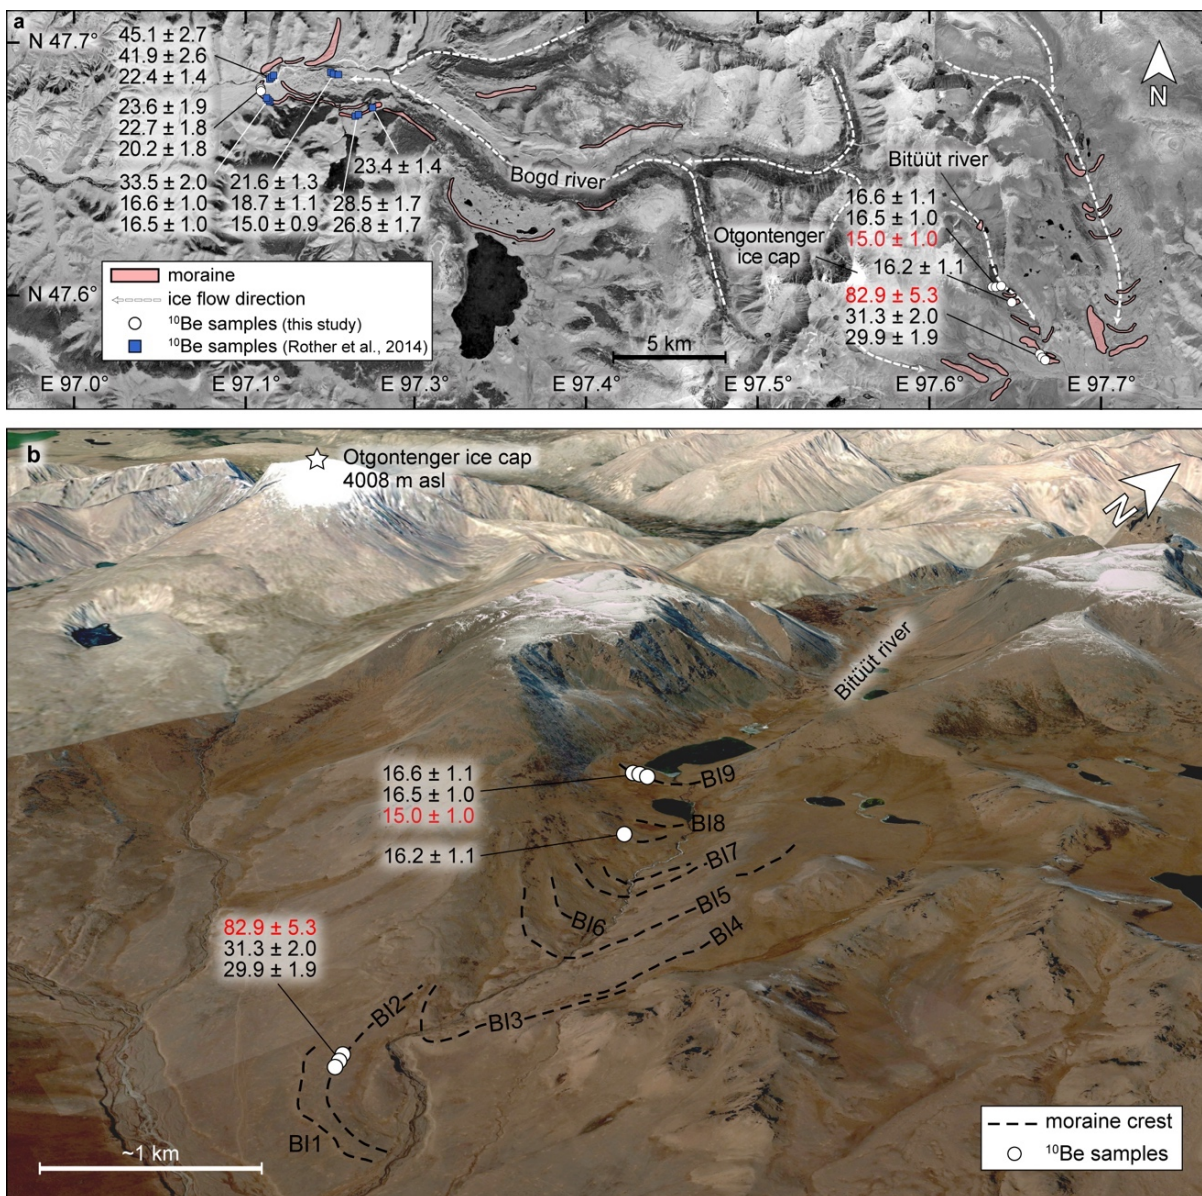 a
N 47.7°
45.1 ± 2.7
41.9 ± 2.6
22.4 ± 1.4
23.6 ± 1.9
22.7 ± 1.8
20.2 ± 1.8
33.5 ± 2.0
16.6 ± 1.0
16.5 ± 1.0
21.6 ± 1.3
18.7 ± 1.1
15.0 ± 0.9
28.5 ± 1.7
26.8 ± 1.7
23.4 ± 1.4
Bogd river
Bitüüt river
16.6 ± 1.1
16.5 ± 1.0
15.0 ± 1.0
Otgontenger
ice cap
16.2 ± 1.1
82.9 ± 5.3
31.3 ± 2.0
29.9 ± 1.9
N
moraine
ice flow direction
¹⁰Be samples (this study)
¹⁰Be samples (Rother et al., 2014)
N 47.6°
5 km
E 97.0°
E 97.1°
E 97.3°
E 97.4°
E 97.5°
E 97.6°
E 97.7°
b
Otgontenger ice cap
4008 m asl
N
Bitüüt river
16.6 ± 1.1
16.5 ± 1.0
15.0 ± 1.0
BI9
BI8
16.2 ± 1.1
BI7
BI5
BI6
BI4
82.9 ± 5.3
31.3 ± 2.0
29.9 ± 1.9
BI2
BI3
BI1
~1 km
moraine crest
¹⁰Be samples